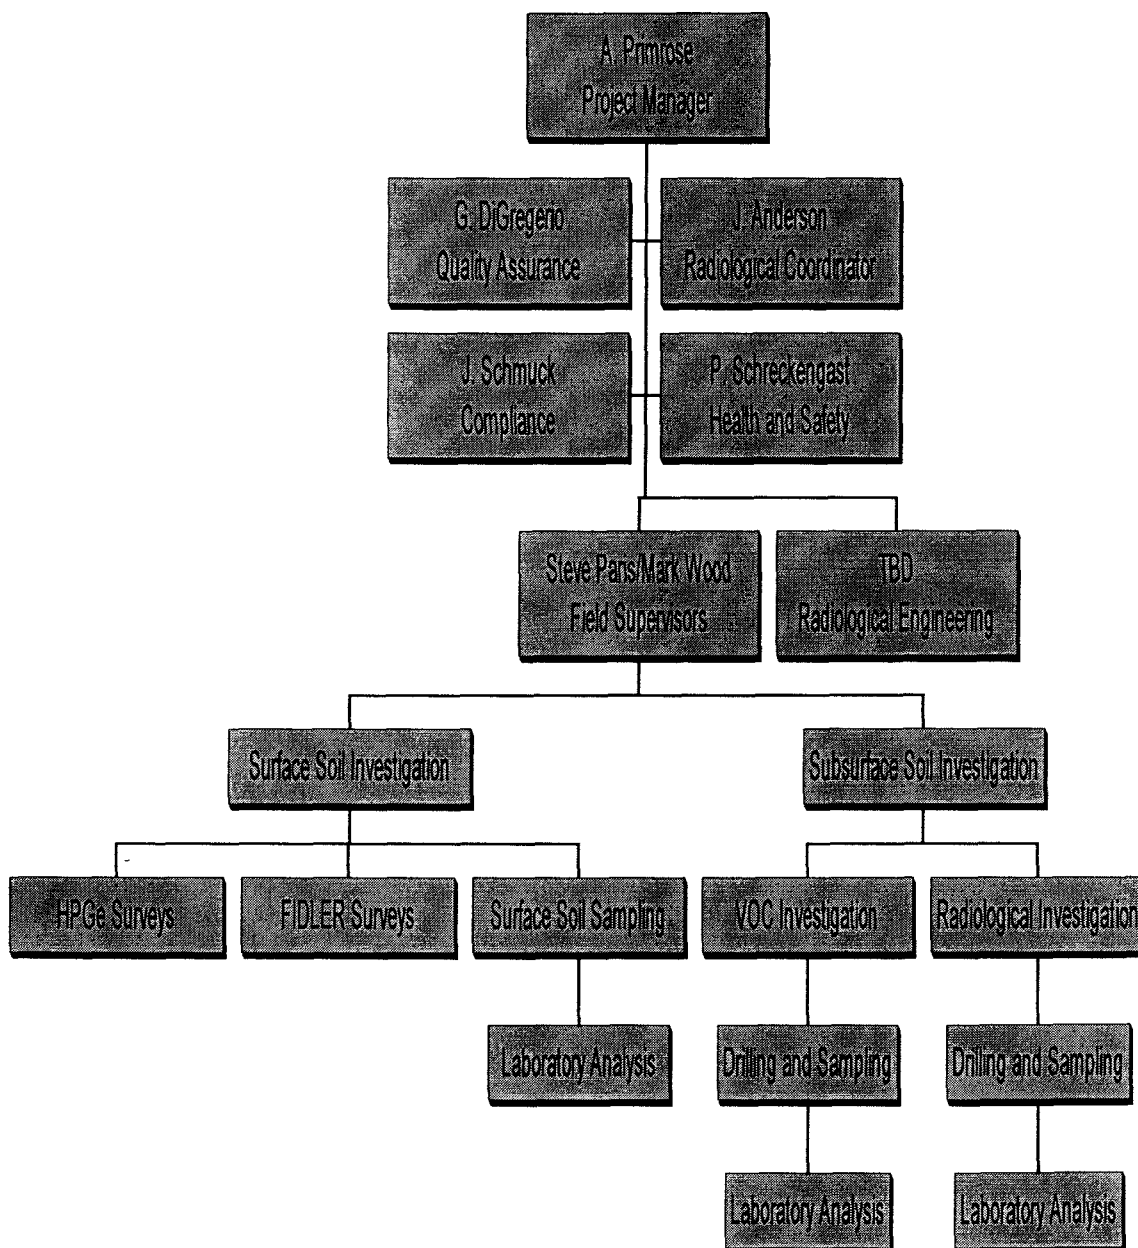 A. Primrose
Project Manager
G. DiGregerio
Quality Assurance
J. Anderson
Radiological Coordinator
J. Schmuck
Compliance
P. Schreckengast
Health and Safety
Steve Paris/Mark Wood
Field Supervisors
TBD
Radiological Engineering
Surface Soil Investigation
Subsurface Soil Investigation
HPGe Surveys
FIDLER Surveys
Surface Soil Sampling
VOC Investigation
Radiological Investigation
Laboratory Analysis
Drilling and Sampling
Drilling and Sampling
Laboratory Analysis
Laboratory Analysis